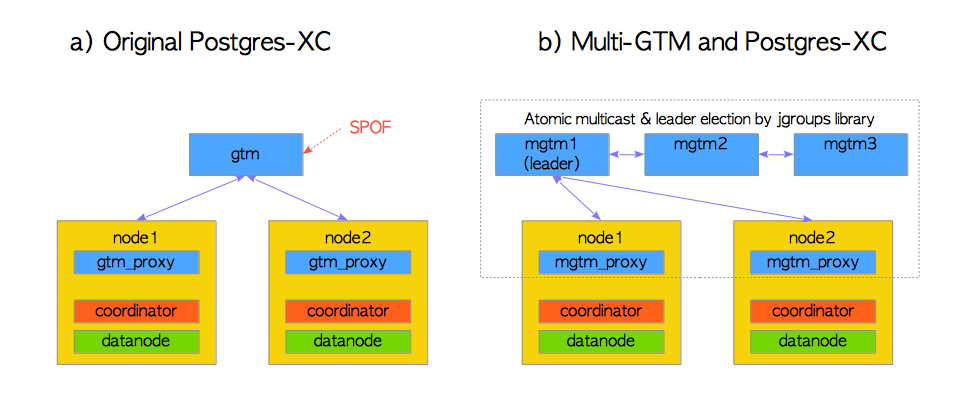 a) Original Postgres-XC
SPOF
gtm
node1
gtm_proxy
coordinator
datanode
node2
gtm_proxy
coordinator
datanode
b) Multi-GTM and Postgres-XC
Atomic multicast & leader election by jgroups library
mgtm1
(leader)
mgtm2
mgtm3
node1
mgtm_proxy
coordinator
datanode
node2
mgtm_proxy
coordinator
datanode